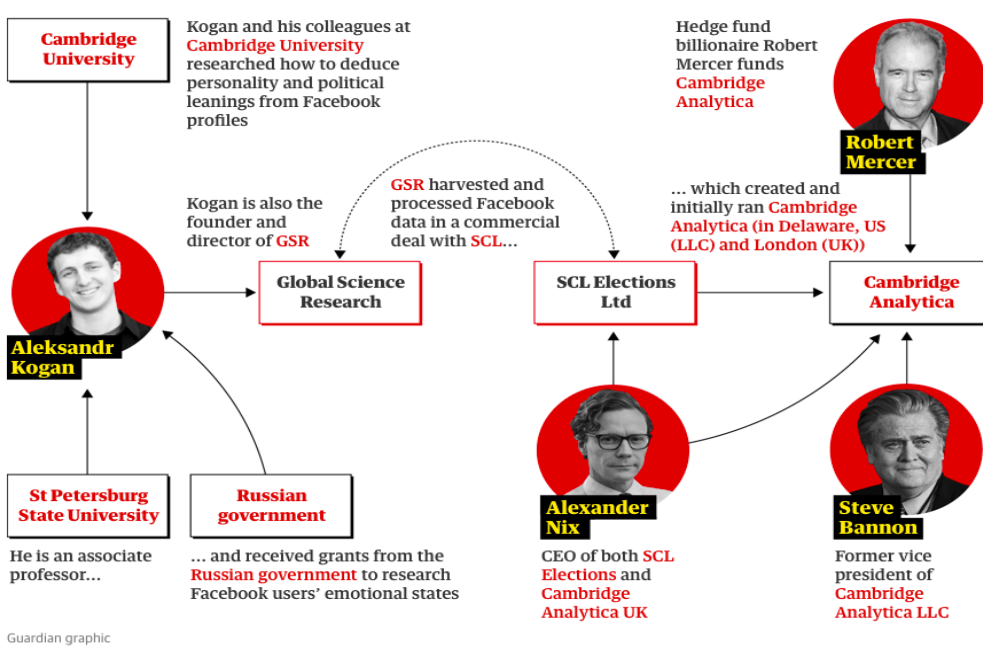 Cambridge
University
Kogan and his colleagues at
Cambridge University
researched how to deduce
personality and political
leanings from Facebook
profiles
Hedge fund
billionaire Robert
Mercer funds
Cambridge
Analytica
Robert
Mercer
Kogan is also the
founder and
director of GSR
GSR harvested and
processed Facebook
data in a commercial
deal with SCL...
... which created and
initially ran Cambridge
Analytica (in Delaware, US
(LLC) and London (UK))
Aleksandr
Kogan
Global Science
Research
SCL Elections
Ltd
Cambridge
Analytica
St Petersburg
State University
He is an associate
professor...
Russian
government
... and received grants from the
Russian government to research
Facebook users’ emotional states
Alexander
Nix
CEO of both SCL
Elections and
Cambridge
Analytica UK
Steve
Bannon
Former vice
president of
Cambridge
Analytica LLC
Guardian graphic